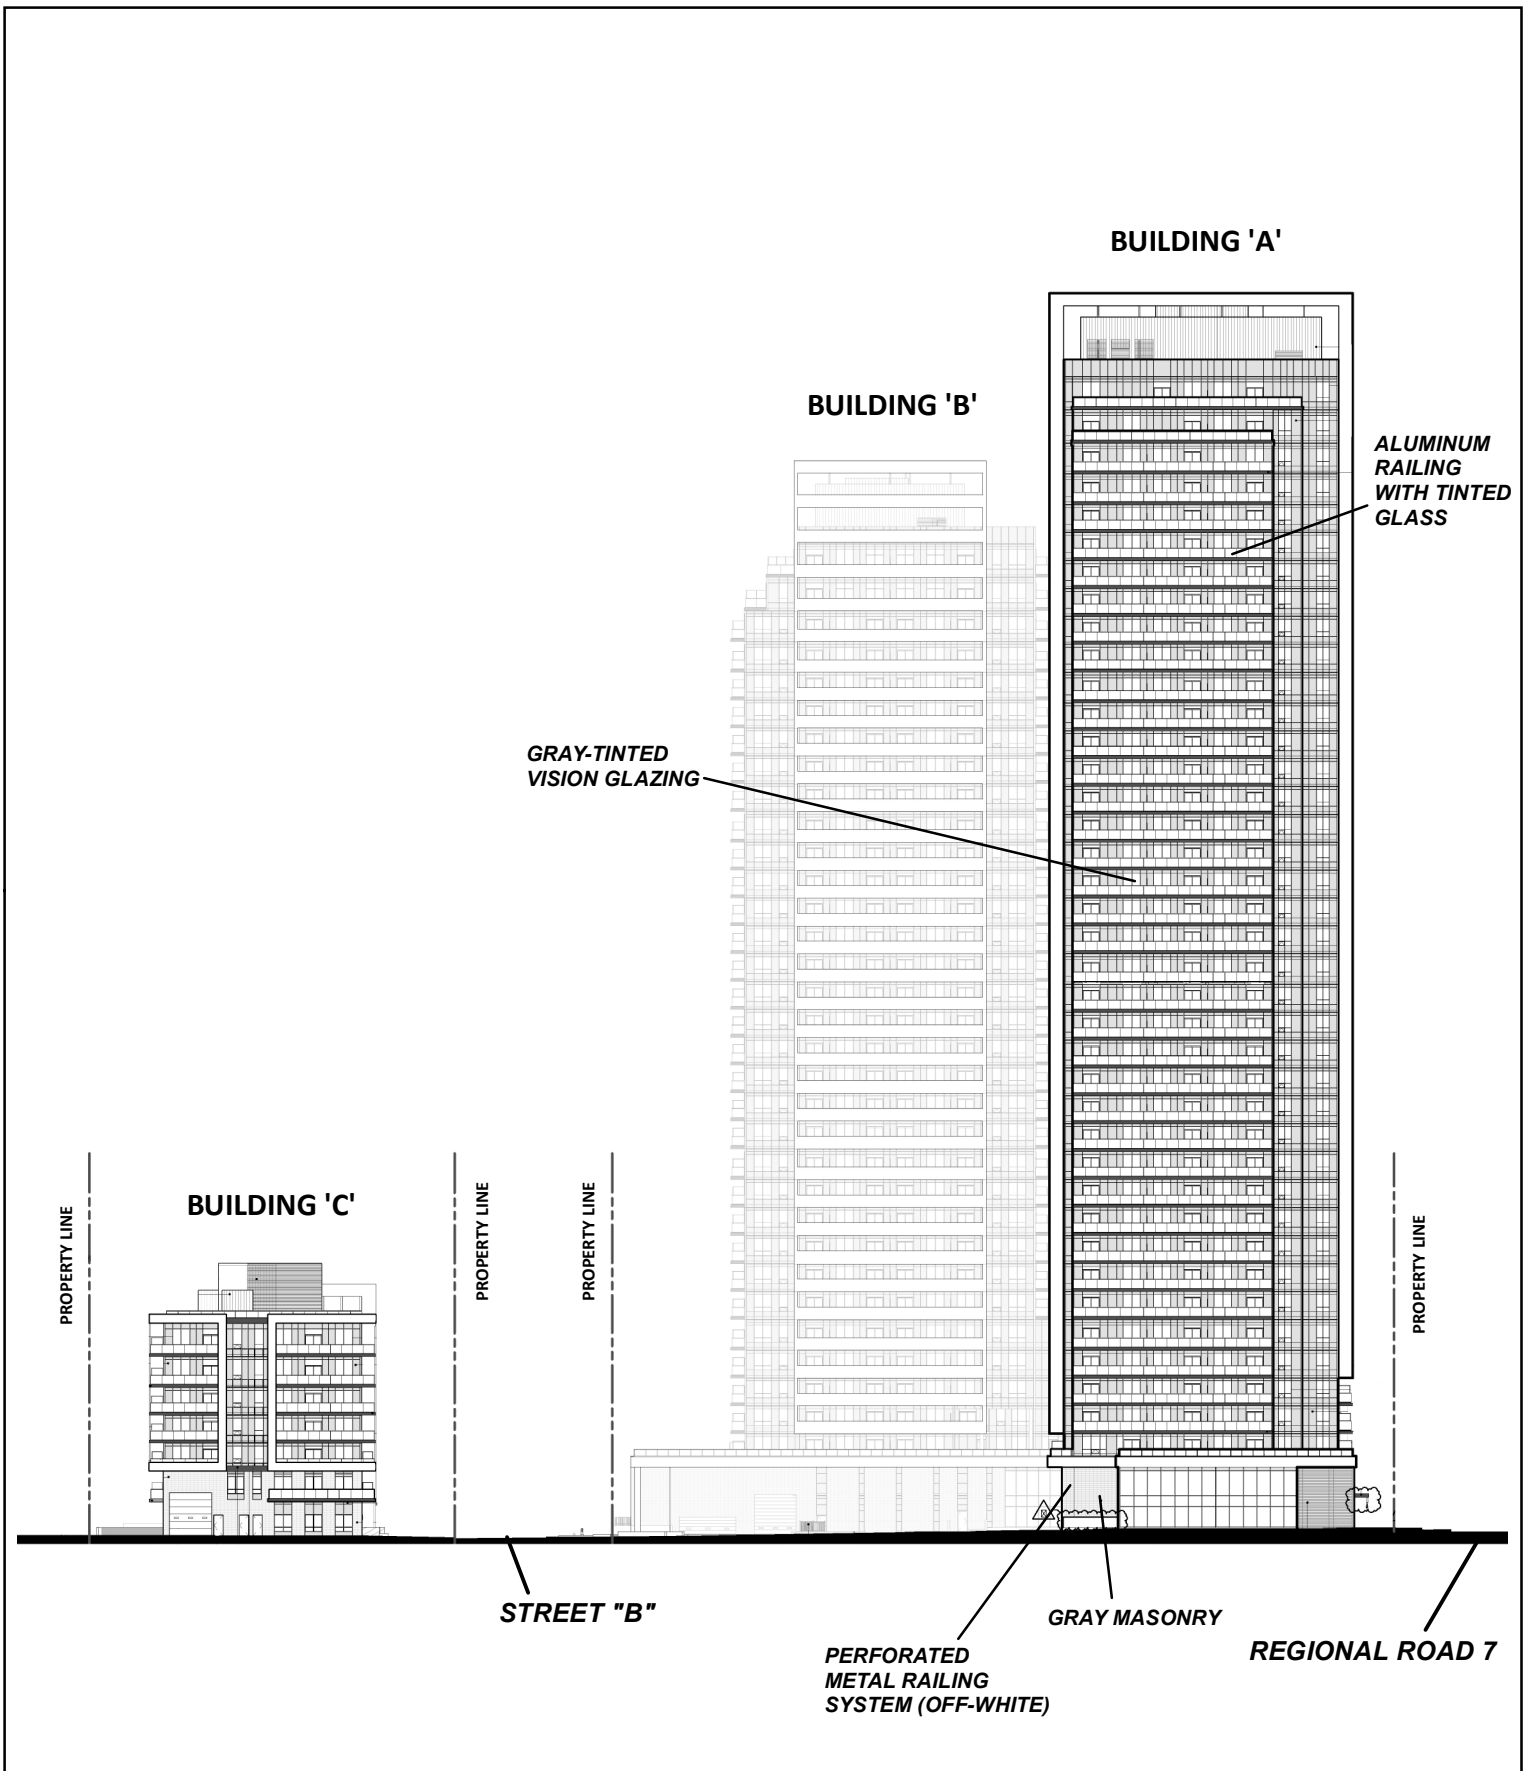 BUILDING 'A'
BUILDING 'B'
ALUMINUM
RAILING
WITH TINTED
GLASS
GRAY-TINTED
VISION GLAZING
BUILDING 'C'
PROPERTY LINE
PROPERTY LINE
PROPERTY LINE
PROPERTY LINE
STREET "B"
GRAY MASONRY
REGIONAL ROAD 7
PERFORATED
METAL RAILING
SYSTEM (OFF-WHITE)